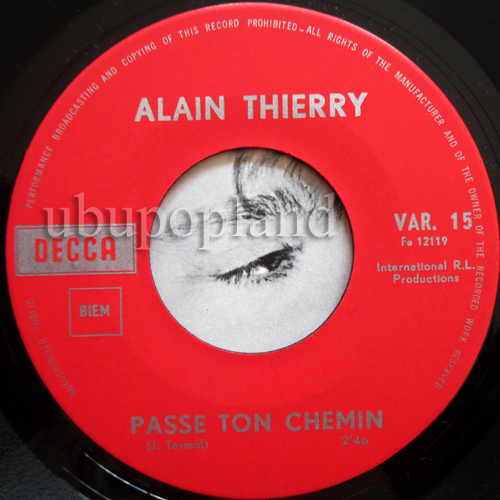 PERFORMANCE BROADCASTING AND COPYING OF THIS RECORD PROHIBITED-ALL RIGHTS OF THE MANUFACTURER AND OF THE OWNER OF THE RECORDED WORK RESERVED
ALAIN THIERRY
ubupopland
DECCA
VAR. 15
Fo 12119
International R.L.
Productions
BIEM
PASSE TON CHEMIN
(J. Termol)
2'46